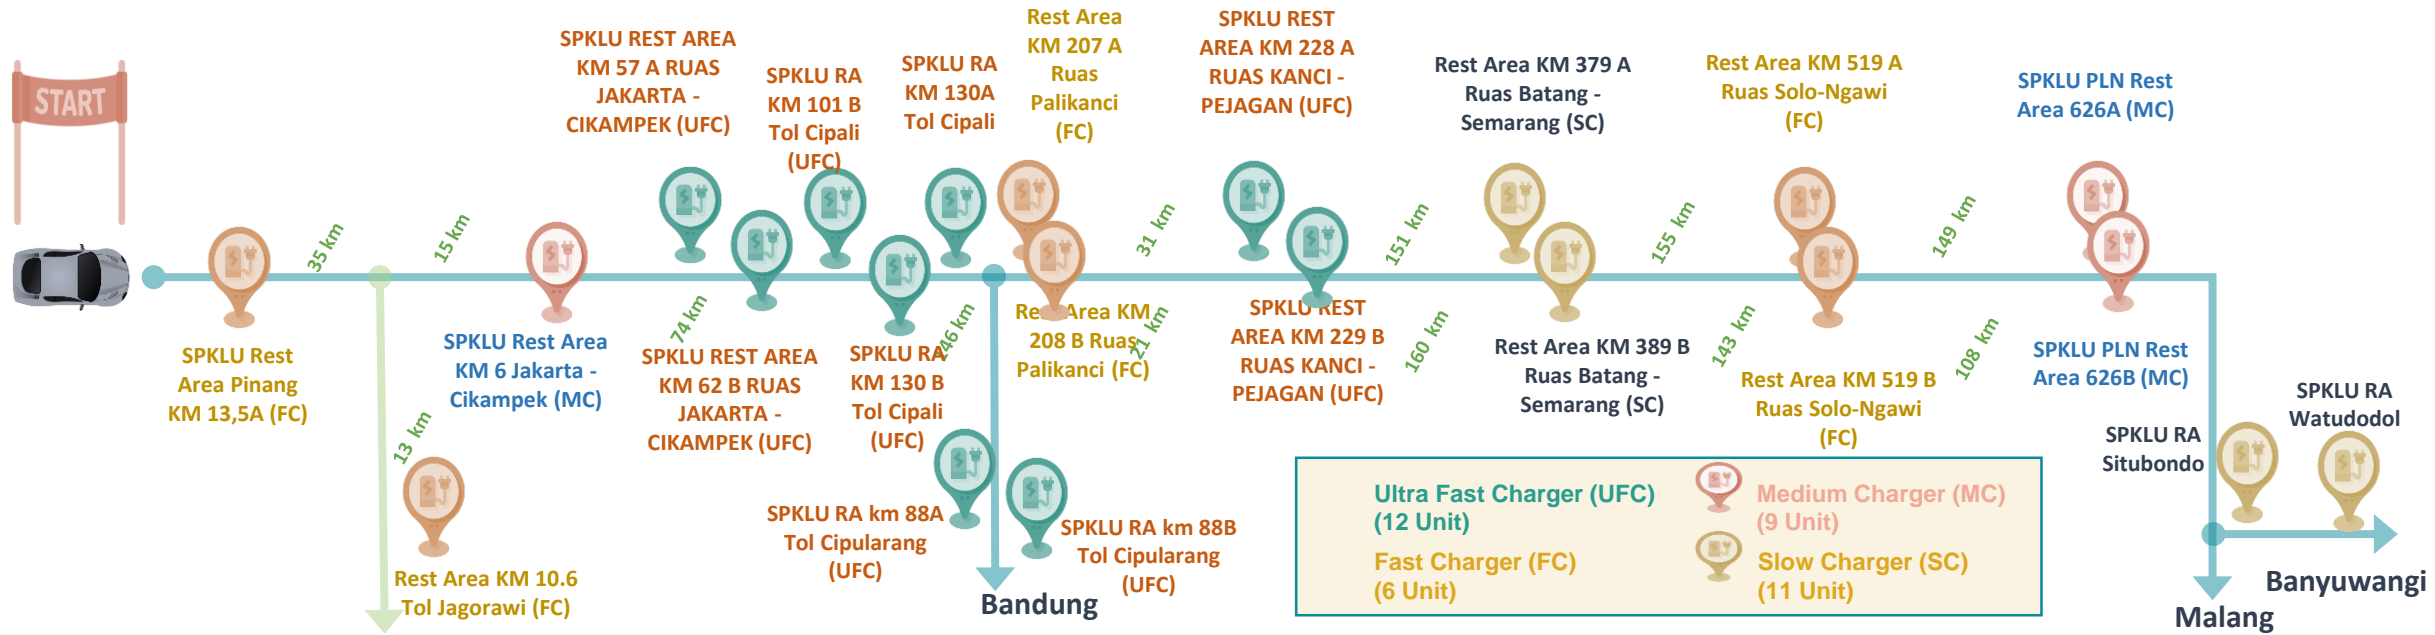 START
SPKLU REST AREA
KM 57 A RUAS
JAKARTA -
CIKAMPEK (UFC)
SPKLU RA
KM 101 B
Tol Cipali
(UFC)
SPKLU RA
KM 130A
Tol Cipali
Rest Area
KM 207 A
Ruas
Palikanci
(FC)
SPKLU REST
AREA KM 228 A
RUAS KANCI -
PEJAGAN (UFC)
Rest Area KM 379 A
Ruas Batang -
Semarang (SC)
Rest Area KM 519 A
Ruas Solo-Ngawi
(FC)
SPKLU PLN Rest
Area 626A (MC)
35 km
15 km
31 km
151 km
155 km
149 km
74 km
146 km
21 km
160 km
143 km
108 km
13 km
SPKLU Rest
Area Pinang
KM 13,5A (FC)
SPKLU Rest Area
KM 6 Jakarta -
Cikampek (MC)
SPKLU REST AREA
KM 62 B RUAS
JAKARTA -
CIKAMPEK (UFC)
SPKLU RA
KM 130 B
Tol Cipali
(UFC)
Rest Area KM
208 B Ruas
Palikanci (FC)
SPKLU REST
AREA KM 229 B
RUAS KANCI -
PEJAGAN (UFC)
Rest Area KM 389 B
Ruas Batang -
Semarang (SC)
Rest Area KM 519 B
Ruas Solo-Ngawi
(FC)
SPKLU PLN Rest
Area 626B (MC)
SPKLU RA
Situbondo
SPKLU RA
Watudodol
Rest Area KM 10.6
Tol Jagorawi (FC)
SPKLU RA km 88A
Tol Cipularang
(UFC)
SPKLU RA km 88B
Tol Cipularang
(UFC)
Bandung
Ultra Fast Charger (UFC)
(12 Unit)
Medium Charger (MC)
(9 Unit)
Fast Charger (FC)
(6 Unit)
Slow Charger (SC)
(11 Unit)
Banyuwangi
Malang